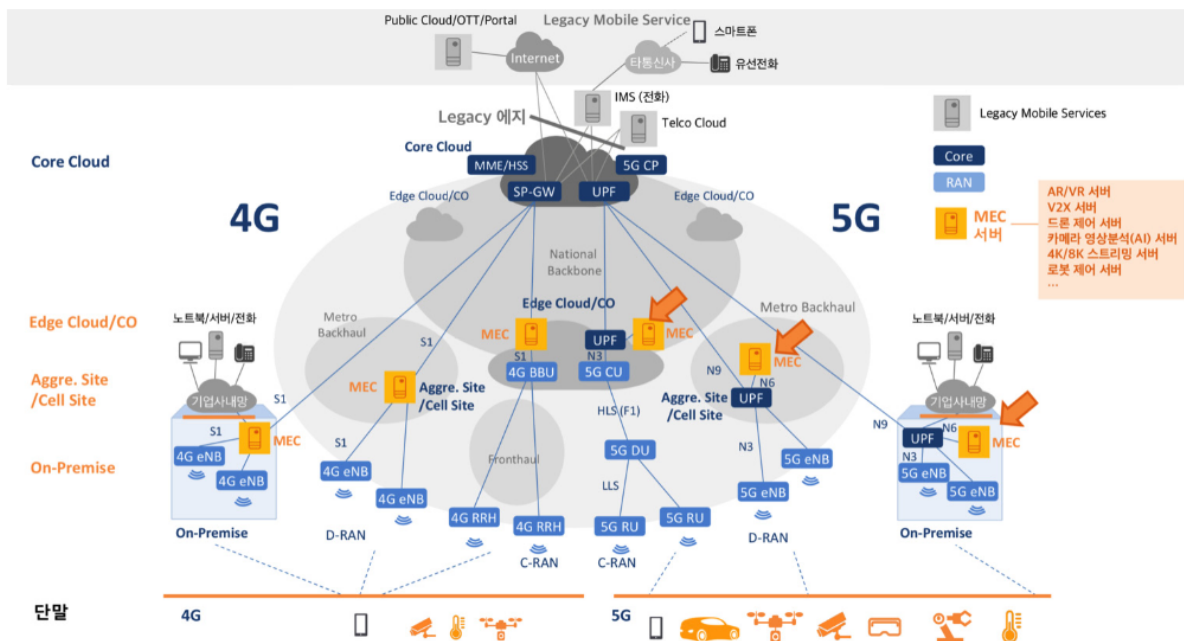 Public Cloud/OTT/Portal
Legacy Mobile Service
스마트폰
Internet
타통신사
유선전화
IMS (전화)
Legacy 에지
Telco Cloud
Legacy Mobile Services
Core Cloud
Core Cloud
MME/HSS
5G CP
Core
RAN
Edge Cloud/CO
SP-GW
UPF
Edge Cloud/CO
4G
5G
MEC
서버
AR/VR 서버
V2X 서버
드론 제어 서버
카메라 영상분석(AI) 서버
4K/8K 스트리밍 서버
로봇 제어 서버
...
National
Backbone
Edge Cloud/CO
Edge Cloud/CO
Metro
Backhaul
Metro Backhaul
노트북/서버/전화
노트북/서버/전화
S1
MEC
UPF
MEC
MEC
S1
N3
4G BBU
5G CU
N9
N6
Aggre. Site
/Cell Site
MEC
Aggre. Site
/Cell Site
Aggre. Site
/Cell Site
UPF
기업사내망
기업사내망
S1
S1
MEC
4G eNB
4G eNB
HLS (F1)
N9
N6
UPF
MEC
N3
5G eNB
5G eNB
On-Premise
S1
4G eNB
4G eNB
Fronthaul
5G DU
N3
5G eNB
5G eNB
LLS
4G RRH
4G RRH
5G RU
5G RU
On-Premise
D-RAN
C-RAN
C-RAN
D-RAN
On-Premise
단말
4G
5G